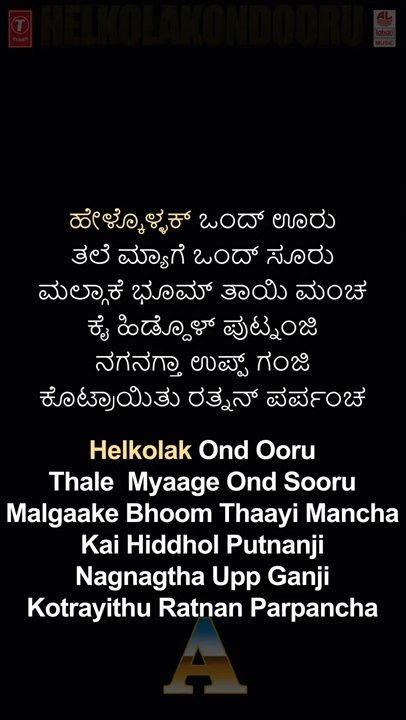 HELKOLAKONDOORU
ಹೇಳ್ಕೊಳ್ಳಕ್ ಒಂದ್ ಊರು
ತಲೆ ಮ್ಯಾಗೆ ಒಂದ್ ಸೂರು
ಮಲ್ಗಾಕೆ ಭೂಮ್ ತಾಯಿ ಮಂಚ
ಕೈ ಹಿಡ್ದೊಳ್ ಪುಟ್ನಂಜಿ
ನಗನಗ್ತಾ ಉಪ್ಪ್ ಗಂಜಿ
ಕೊಟ್ರಾಯಿತು ರತ್ನನ್ ಪರ್ಪಂಚ
Helkolak Ond Ooru
Thale Myaage Ond Sooru
Malgaake Bhoom Thaayi Mancha
Kai Hiddhol Putnanji
Nagnagtha Upp Ganji
Kotrayithu Ratnan Parpancha
A